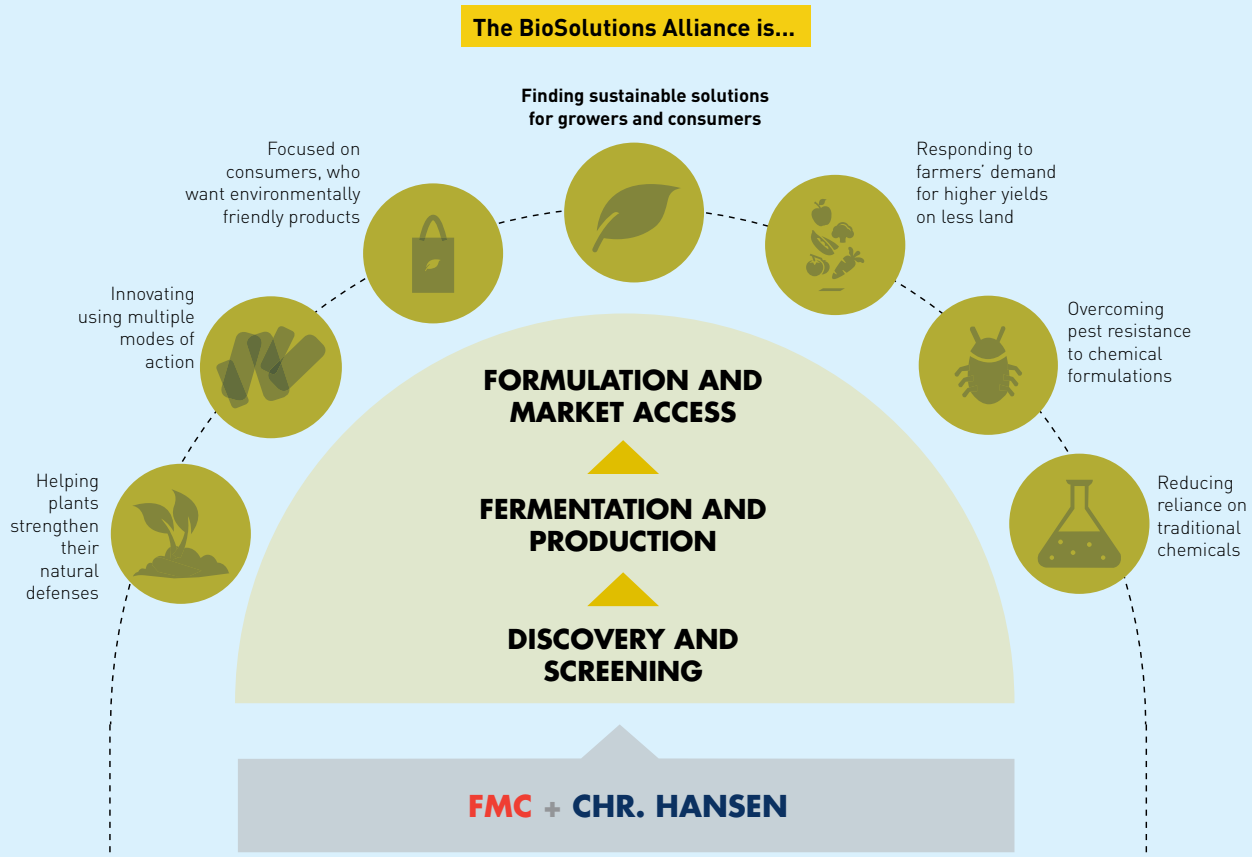 The BioSolutions Alliance is...
Finding sustainable solutions
for growers and consumers
Focused on
consumers, who
want environmentally
friendly products
Responding to
farmers’ demand
for higher yields
on less land
Innovating
using multiple
modes of
action
Overcoming
pest resistance
to chemical
formulations
Helping
plants
strengthen
their
natural
defenses
Reducing
reliance on
traditional
chemicals
FORMULATION AND
MARKET ACCESS
FERMENTATION AND
PRODUCTION
DISCOVERY AND
SCREENING
FMC + CHR. HANSEN